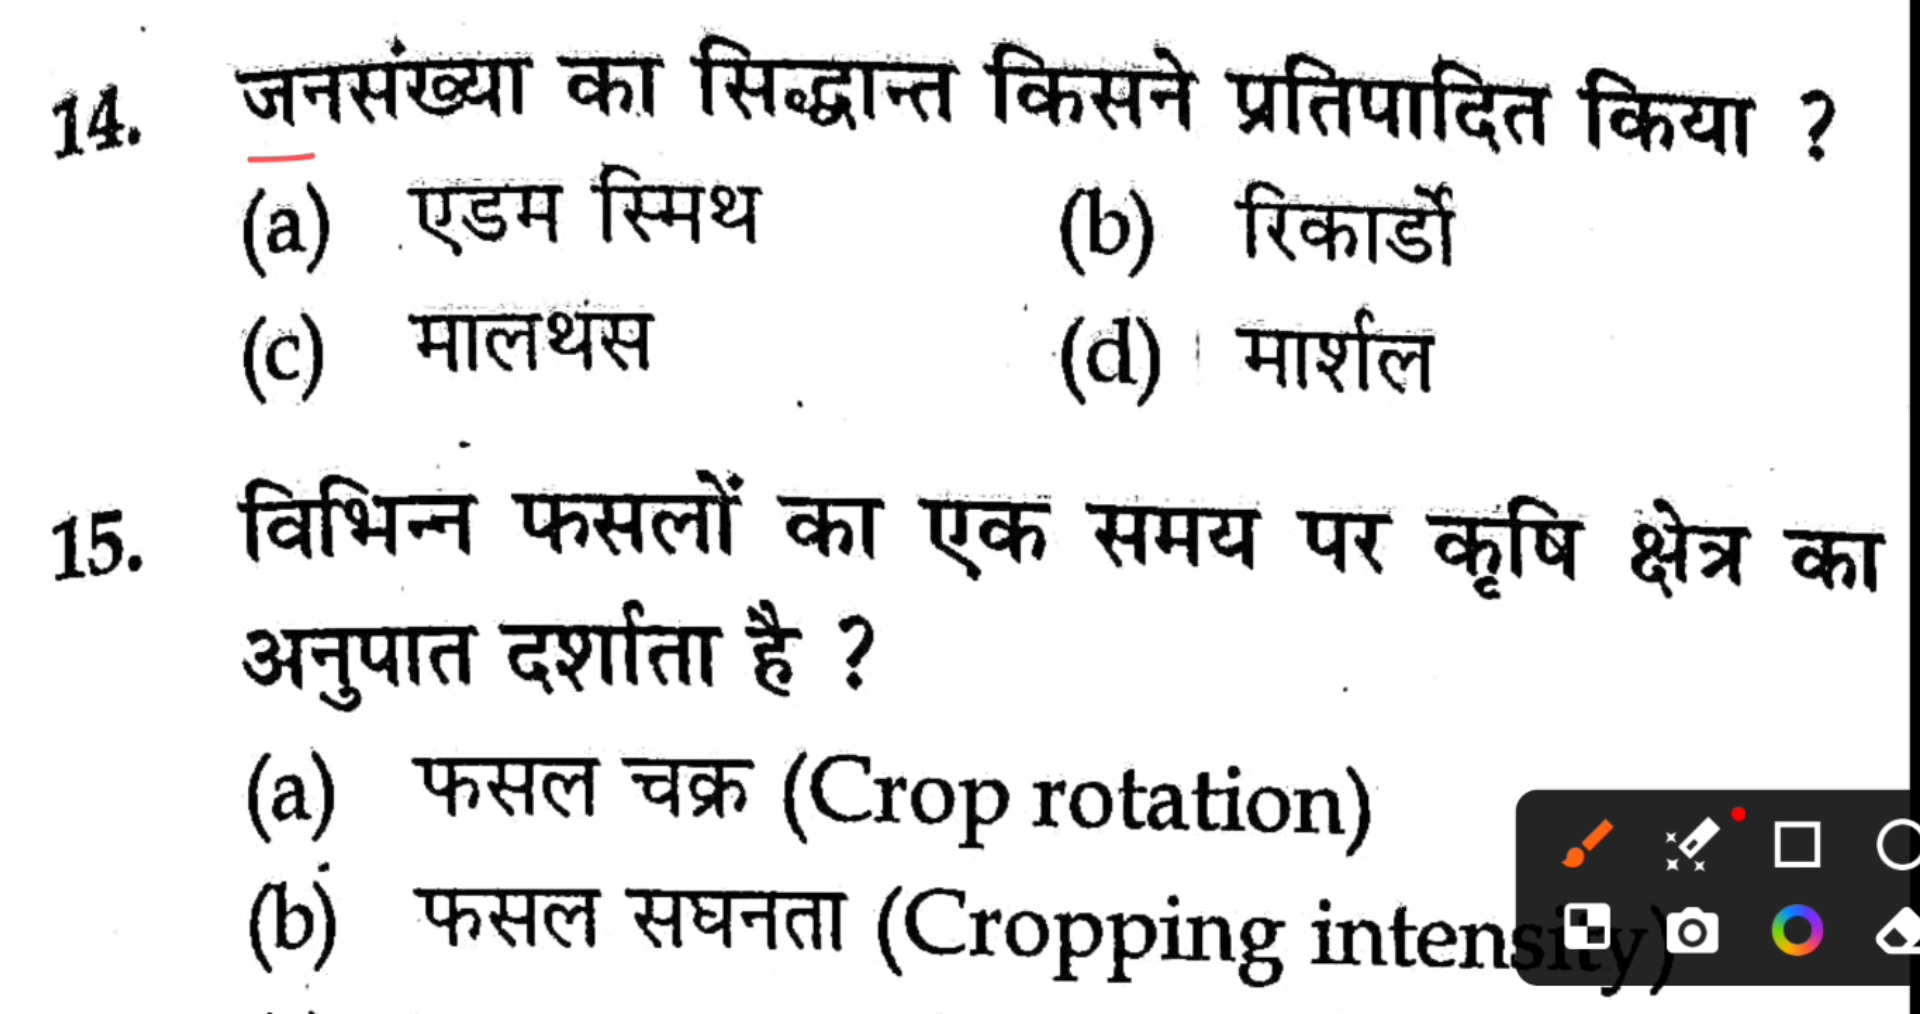 14. जनसंख्या का सिद्धान्त किसने प्रतिपादित किया ?
(a) एडम स्मिथ (b) रिकार्डो
(c) मालथस (d) मार्शल
15. विभिन्न फसलों का एक समय पर कृषि क्षेत्र का
अनुपात दर्शाता है ?
(a) फसल चक्र (Crop rotation)
(b) फसल सघनता (Cropping intensity)